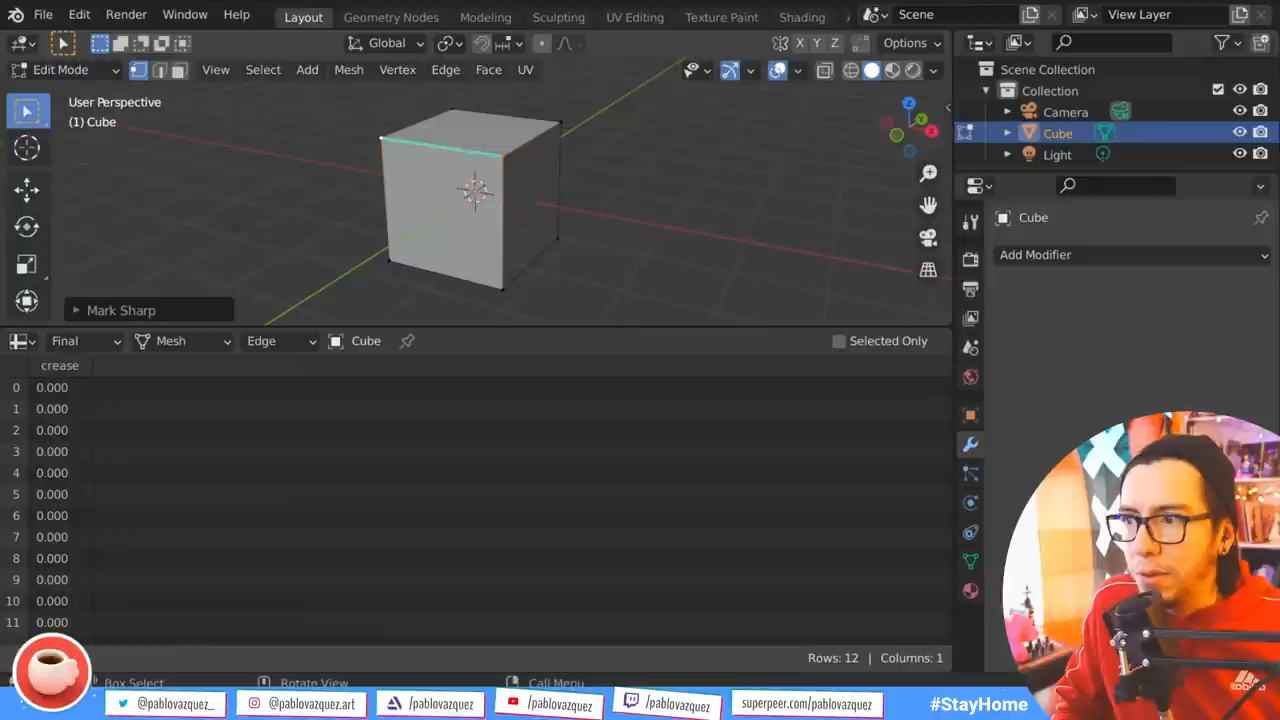 File Edit Render Window Help Layout Geometry Nodes Modeling Sculpting UV Editing Texture Paint Shading Scene View Layer
Global X Y Z Options
Edit Mode View Select Add Mesh Vertex Edge Face UV
User Perspective
(1) Cube
Mark Sharp
Scene Collection
Collection
Camera
Cube
Light
Cube
Add Modifier
Final Mesh Edge Cube Selected Only
crease
0 0.000
1 0.000
2 0.000
3 0.000
4 0.000
5 0.000
6 0.000
7 0.000
8 0.000
9 0.000
10 0.000
11 0.000
Rows: 12 | Columns: 1
Box Select Rotate View Call Menu
@pablovazquez_ @pablovazquez.art /pablovazquez /pablovazquez /pablovazquez superpeer.com/pablovazquez #StayHome